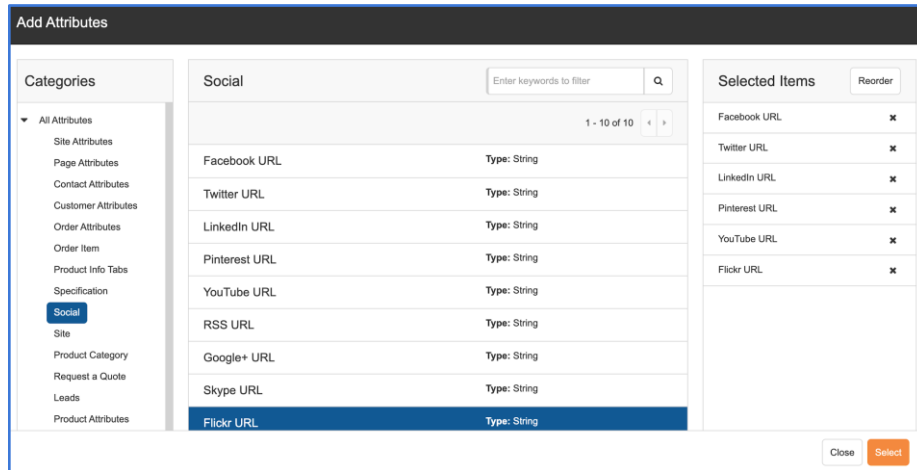 Add Attributes
Categories
All Attributes
Site Attributes
Page Attributes
Contact Attributes
Customer Attributes
Order Attributes
Order Item
Product Info Tabs
Specification
Social
Site
Product Category
Request a Quote
Leads
Product Attributes
Social
Enter keywords to filter
1 - 10 of 10
Facebook URL Type: String
Twitter URL Type: String
LinkedIn URL Type: String
Pinterest URL Type: String
YouTube URL Type: String
RSS URL Type: String
Google+ URL Type: String
Skype URL Type: String
Flickr URL Type: String
Selected Items Reorder
Facebook URL
Twitter URL
LinkedIn URL
Pinterest URL
YouTube URL
Flickr URL
Close Select